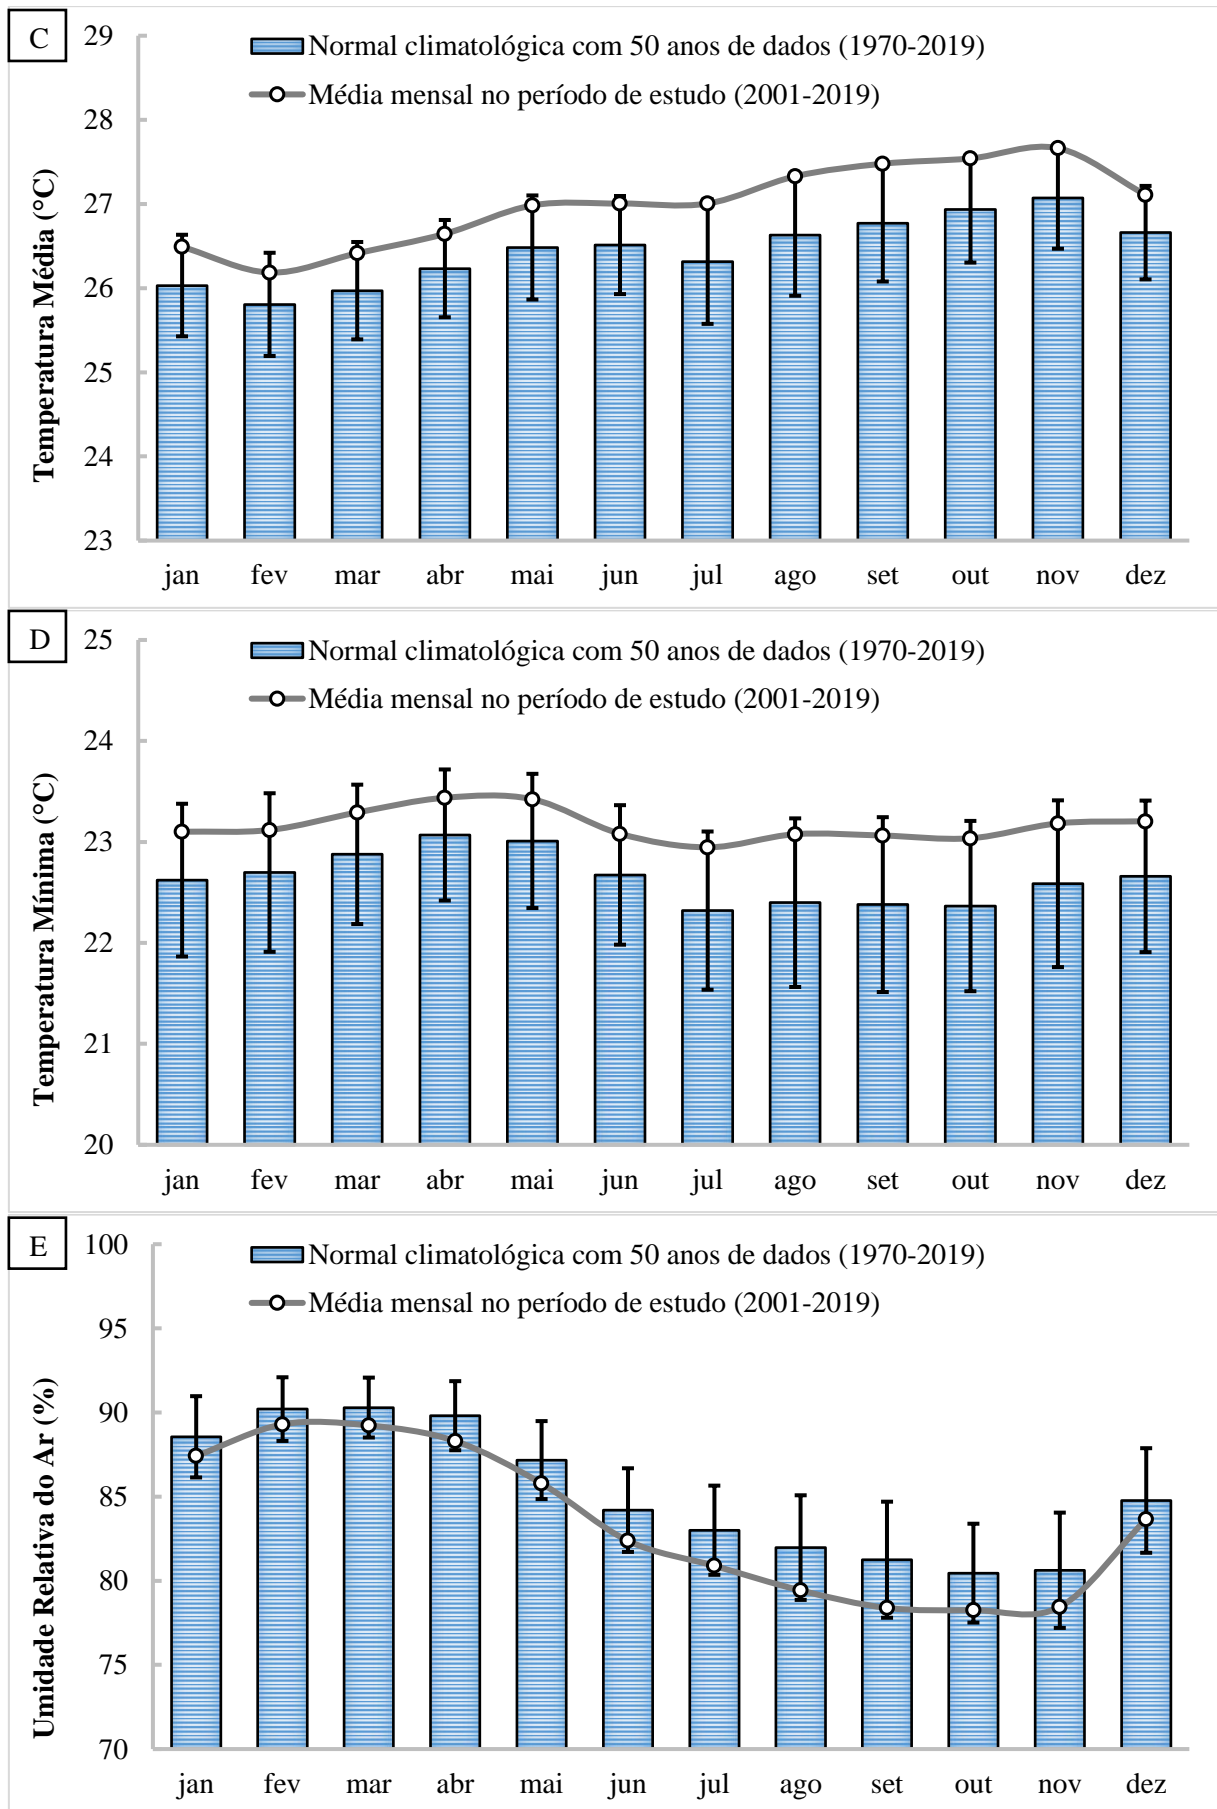 C
Normal climatológica com 50 anos de dados (1970-2019)
Média mensal no período de estudo (2001-2019)
Temperatura Média (°C)
29
28
27
26
25
24
23
jan fev mar abr mai jun jul ago set out nov dez
D
Normal climatológica com 50 anos de dados (1970-2019)
Média mensal no período de estudo (2001-2019)
Temperatura Mínima (°C)
25
24
23
22
21
20
jan fev mar abr mai jun jul ago set out nov dez
E
Normal climatológica com 50 anos de dados (1970-2019)
Média mensal no período de estudo (2001-2019)
Umidade Relativa do Ar (%)
100
95
90
85
80
75
70
jan fev mar abr mai jun jul ago set out nov dez